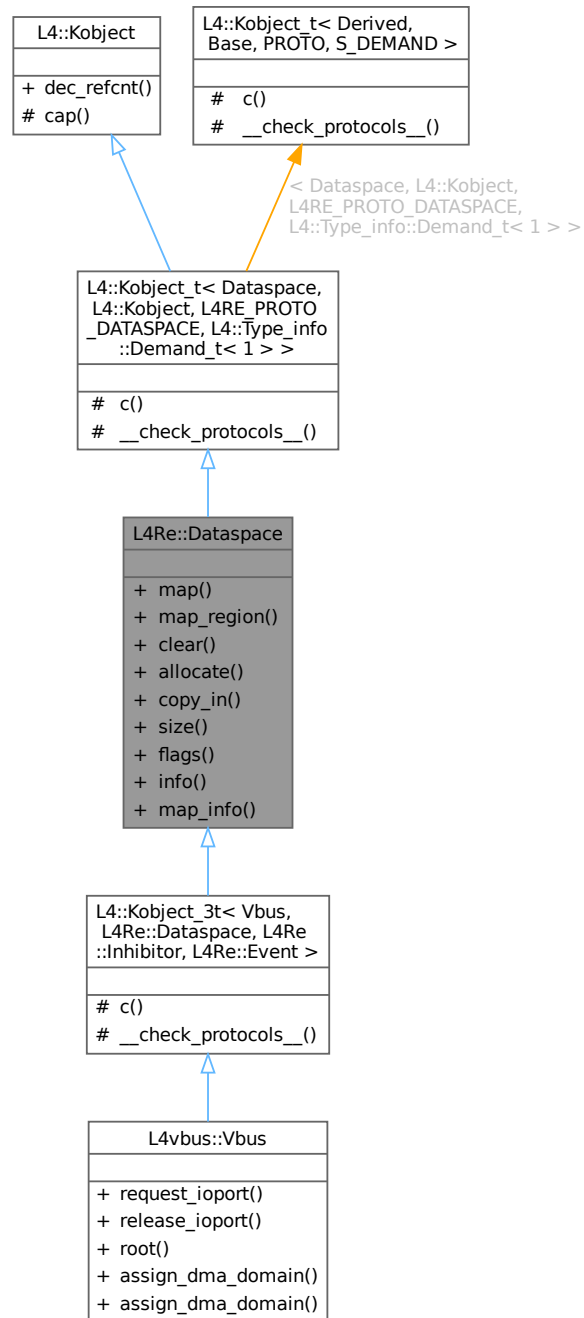 L4::Kobject
+ dec_refcnt()
# cap()
L4::Kobject_t< Derived,
Base, PROTO, S_DEMAND >
# c()
# __check_protocols__()
< Dataspace, L4::Kobject,
L4RE_PROTO_DATASPACE,
L4::Type_info::Demand_t< 1 > >
L4::Kobject_t< Dataspace,
L4::Kobject, L4RE_PROTO
_DATASPACE, L4::Type_info
::Demand_t< 1 > >
# c()
# __check_protocols__()
L4Re::Dataspace
+ map()
+ map_region()
+ clear()
+ allocate()
+ copy_in()
+ size()
+ flags()
+ info()
+ map_info()
L4::Kobject_3t< Vbus,
L4Re::Dataspace, L4Re
::Inhibitor, L4Re::Event >
# c()
# __check_protocols__()
L4vbus::Vbus
+ request_ioport()
+ release_ioport()
+ root()
+ assign_dma_domain()
+ assign_dma_domain()